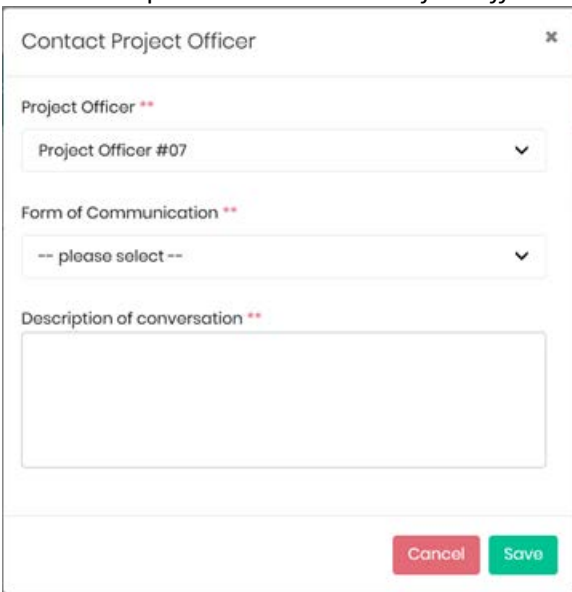 Contact Project Officer ×
Project Officer **
Project Officer #07
Form of Communication **
-- please select --
Description of conversation **
Cancel Save